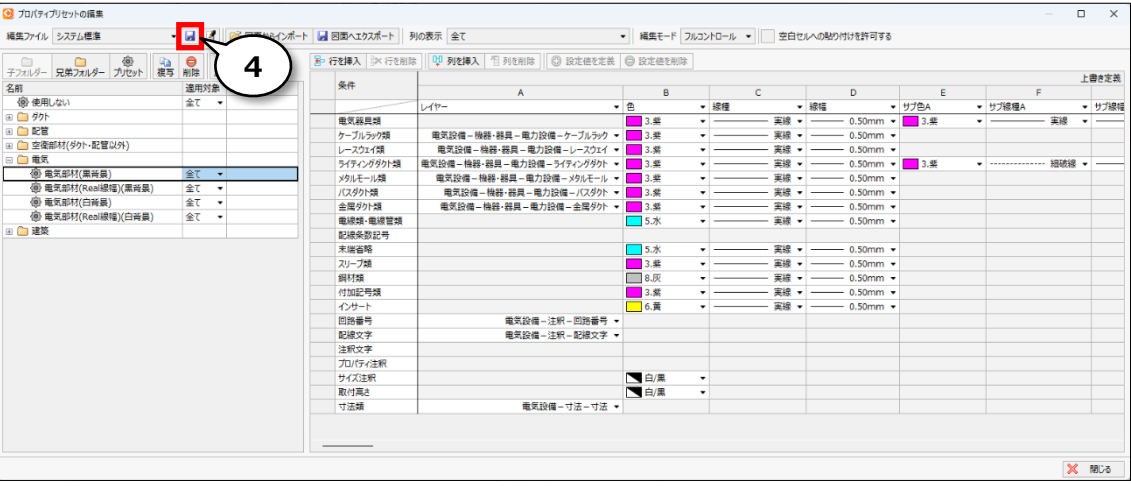 プロパティプリセットの編集
編集ファイル システム標準 図面からインポート 図面へエクスポート 列の表示 全て 編集モード フルコントロール 空白セルへの貼り付けを許可する
4
子フォルダー 兄弟フォルダー プリセット 複写 削除
行を挿入 行を削除 列を挿入 列を削除 設定値を定義 設定値を削除
名前 適用対象
使用しない 全て
ダクト
配管
空衛部材(ダクト・配管以外)
電気
電気部材(黒背景) 全て
電気部材(Real線幅)(黒背景) 全て
電気部材(白背景) 全て
電気部材(Real線幅)(白背景) 全て
建築
条件 上書き定義
A B C D E F
レイヤー 色 線種 線幅 サブ色A サブ線種A サブ線幅
電気器具類 3.紫 実線 0.50mm 3.紫 実線
ケーブルラック類 電気設備－機器・器具－電力設備－ケーブルラック 3.紫 実線 0.50mm
レースウェイ類 電気設備－機器・器具－電力設備－レースウェイ 3.紫 実線 0.50mm
ライティングダクト類 電気設備－機器・器具－電力設備－ライティングダクト 3.紫 実線 0.50mm 3.紫 細破線
メタルモール類 電気設備－機器・器具－電力設備－メタルモール 3.紫 実線 0.50mm
バスダクト類 電気設備－機器・器具－電力設備－バスダクト 3.紫 実線 0.50mm
金属ダクト類 電気設備－機器・器具－電力設備－金属ダクト 3.紫 実線 0.50mm
電線類・電線管類 5.水 実線 0.50mm
配線条数記号
末端省略 5.水 実線 0.50mm
スリーブ類 3.紫 実線 0.50mm
鋼材類 8.灰 実線 0.50mm
付加記号類 3.紫 実線 0.50mm
インサート 6.黄 実線 0.50mm
回路番号 電気設備－注釈－回路番号
配線文字 電気設備－注釈－配線文字
注釈文字
プロパティ注釈
サイズ注釈 白/黒
取付高さ 白/黒
寸法類 電気設備－寸法－寸法
閉じる